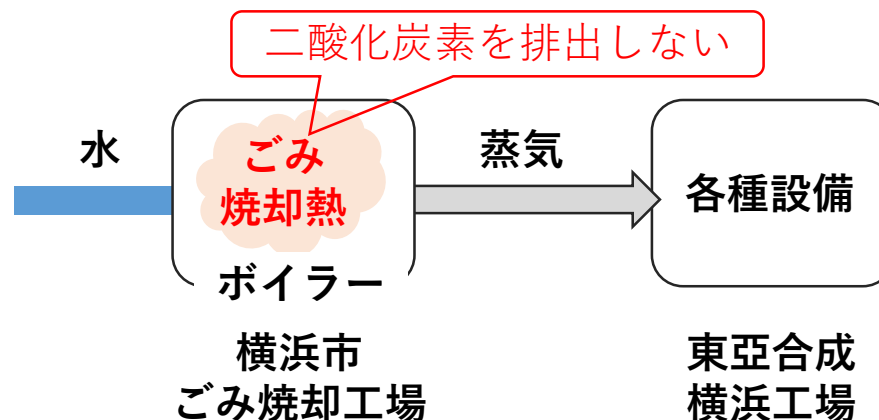 二酸化炭素を排出しない
水
ごみ
焼却熱
ボイラー
蒸気
各種設備
横浜市
ごみ焼却工場
東亞合成
横浜工場